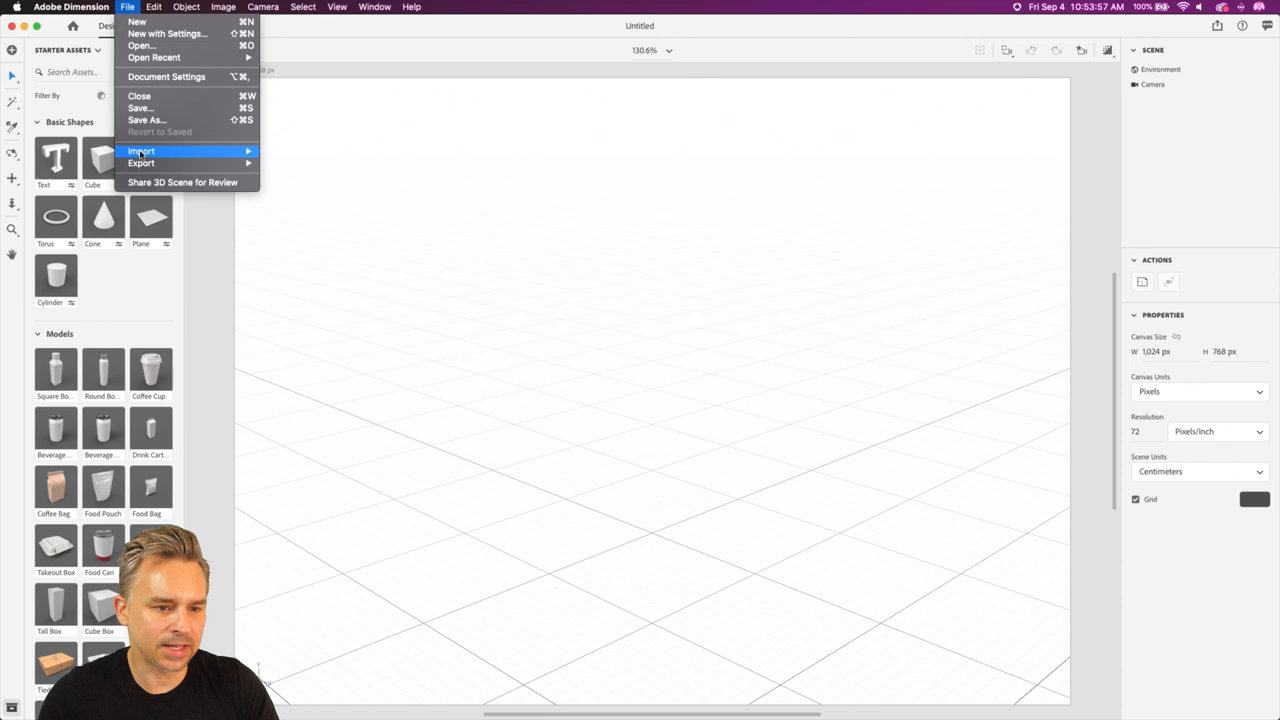 Adobe Dimension File Edit Object Image Camera Select View Window Help
100% Fri Sep 4 10:53:57 AM
Untitled
130.6%
STARTER ASSETS
Search Assets...
Filter By
Basic Shapes
Text
Cube
Torus
Cone
Plane
Cylinder
Models
Square Bo...
Round Bo...
Coffee Cup
Beverage ...
Beverage ...
Drink Cart...
Coffee Bag
Food Pouch
Food Bag
Takeout Box
Food Can
Tall Box
Cube Box
New ⌘N
New with Settings... ⇧⌘N
Open... ⌘O
Open Recent
Document Settings ⌥⌘,
Close ⌘W
Save... ⌘S
Save As... ⇧⌘S
Revert to Saved
Import
Export
Share 3D Scene for Review
SCENE
Environment
Camera
ACTIONS
PROPERTIES
Canvas Size
W 1,024 px H 768 px
Canvas Units
Pixels
Resolution
72 Pixels/Inch
Scene Units
Centimeters
Grid